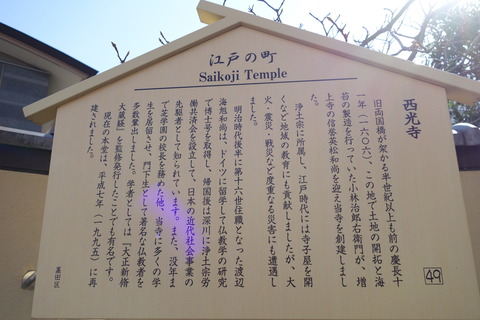 江戸の町
Saikoji Temple
西光寺
旧両国橋が架かる半世紀以上も前の慶長十
一年（一六〇六）、この地で土地の開拓と海
苔の製造を行っていた小林治郎右衛門が、増
上寺の信誉英松和尚を迎え当寺を創建しまし
た。
浄土宗に所属し、江戸時代には寺子屋を開
くなど地域の教育にも貢献しましたが、大
火・震災・戦災など度重なる災害にも遭遇し
ました。
明治時代後半に第十六世住職となった渡辺
海旭和尚は、ドイツに留学して仏教学の研究
で博士号を取得し、帰国後は深川に浄土宗労
働共済会を設立して、日本の近代社会事業の
先駆者として知られています。また、没年ま
で芝学園の校長を務めた他、当寺に多くの学
生を居留させ、門下生として著名な仏教者を
多数輩出しました。学者としては『大正新脩
大蔵経』を監修発行したことでも有名です。
現在の本堂は、平成七年（一九九五）に再
建されました。
墨田区
49